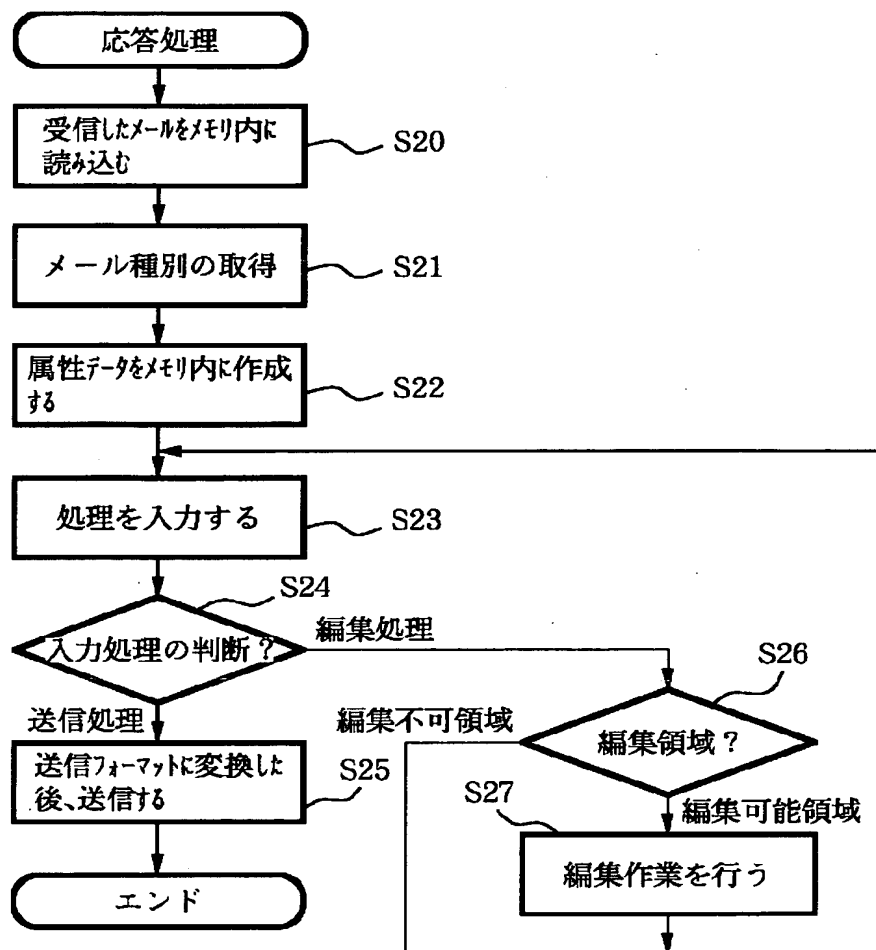 応答処理
受信したメールをメモリ内に
読み込む
S20
メール種別の取得
S21
属性データをメモリ内に作成
する
S22
処理を入力する
S23
S24
入力処理の判断?
編集処理
S26
送信処理
編集不可領域
編集領域?
送信フォーマットに変換した
後、送信する
S25
S27
編集可能領域
編集作業を行う
エンド